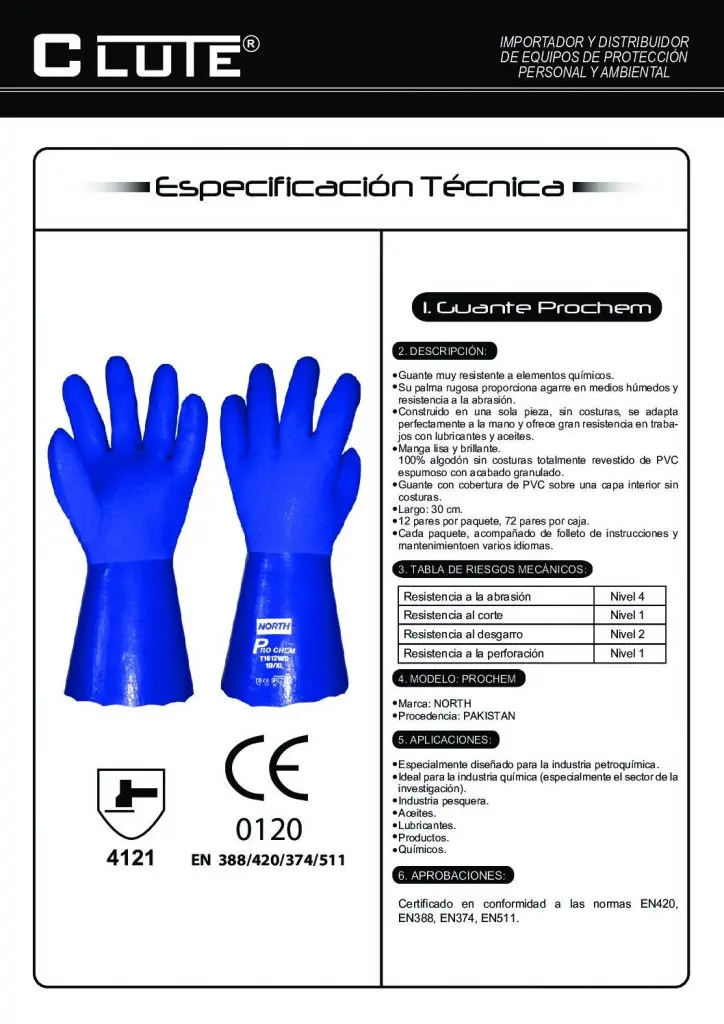 C LUTE®
IMPORTADOR Y DISTRIBUIDOR
DE EQUIPOS DE PROTECCIÓN
PERSONAL Y AMBIENTAL
Especificación Técnica
NORTH
PRO CHEM
T1612WG
10/XL
4121
CE
0120
EN 388/420/374/511
1. Guante Prochem
2. DESCRIPCIÓN:
•Guante muy resistente a elementos químicos.
•Su palma rugosa proporciona agarre en medios húmedos y
resistencia a la abrasión.
•Construido en una sola pieza, sin costuras, se adapta
perfectamente a la mano y ofrece gran resistencia en traba-
jos con lubricantes y aceites.
•Manga lisa y brillante.
100% algodón sin costuras totalmente revestido de PVC
espumoso con acabado granulado.
•Guante con cobertura de PVC sobre una capa interior sin
costuras.
•Largo: 30 cm.
•12 pares por paquete, 72 pares por caja.
•Cada paquete, acompañado de folleto de instrucciones y
mantenimientoen varios idiomas.
3. TABLA DE RIESGOS MECÁNICOS:
Resistencia a la abrasión Nivel 4
Resistencia al corte Nivel 1
Resistencia al desgarro Nivel 2
Resistencia a la perforación Nivel 1
4. MODELO: PROCHEM
•Marca: NORTH
•Procedencia: PAKISTAN
5. APLICACIONES:
•Especialmente diseñado para la industria petroquímica.
•Ideal para la industria química (especialmente el sector de la
investigación).
•Industria pesquera.
•Aceites.
•Lubricantes.
•Productos.
•Químicos.
6. APROBACIONES:
Certificado en conformidad a las normas EN420,
EN388, EN374, EN511.